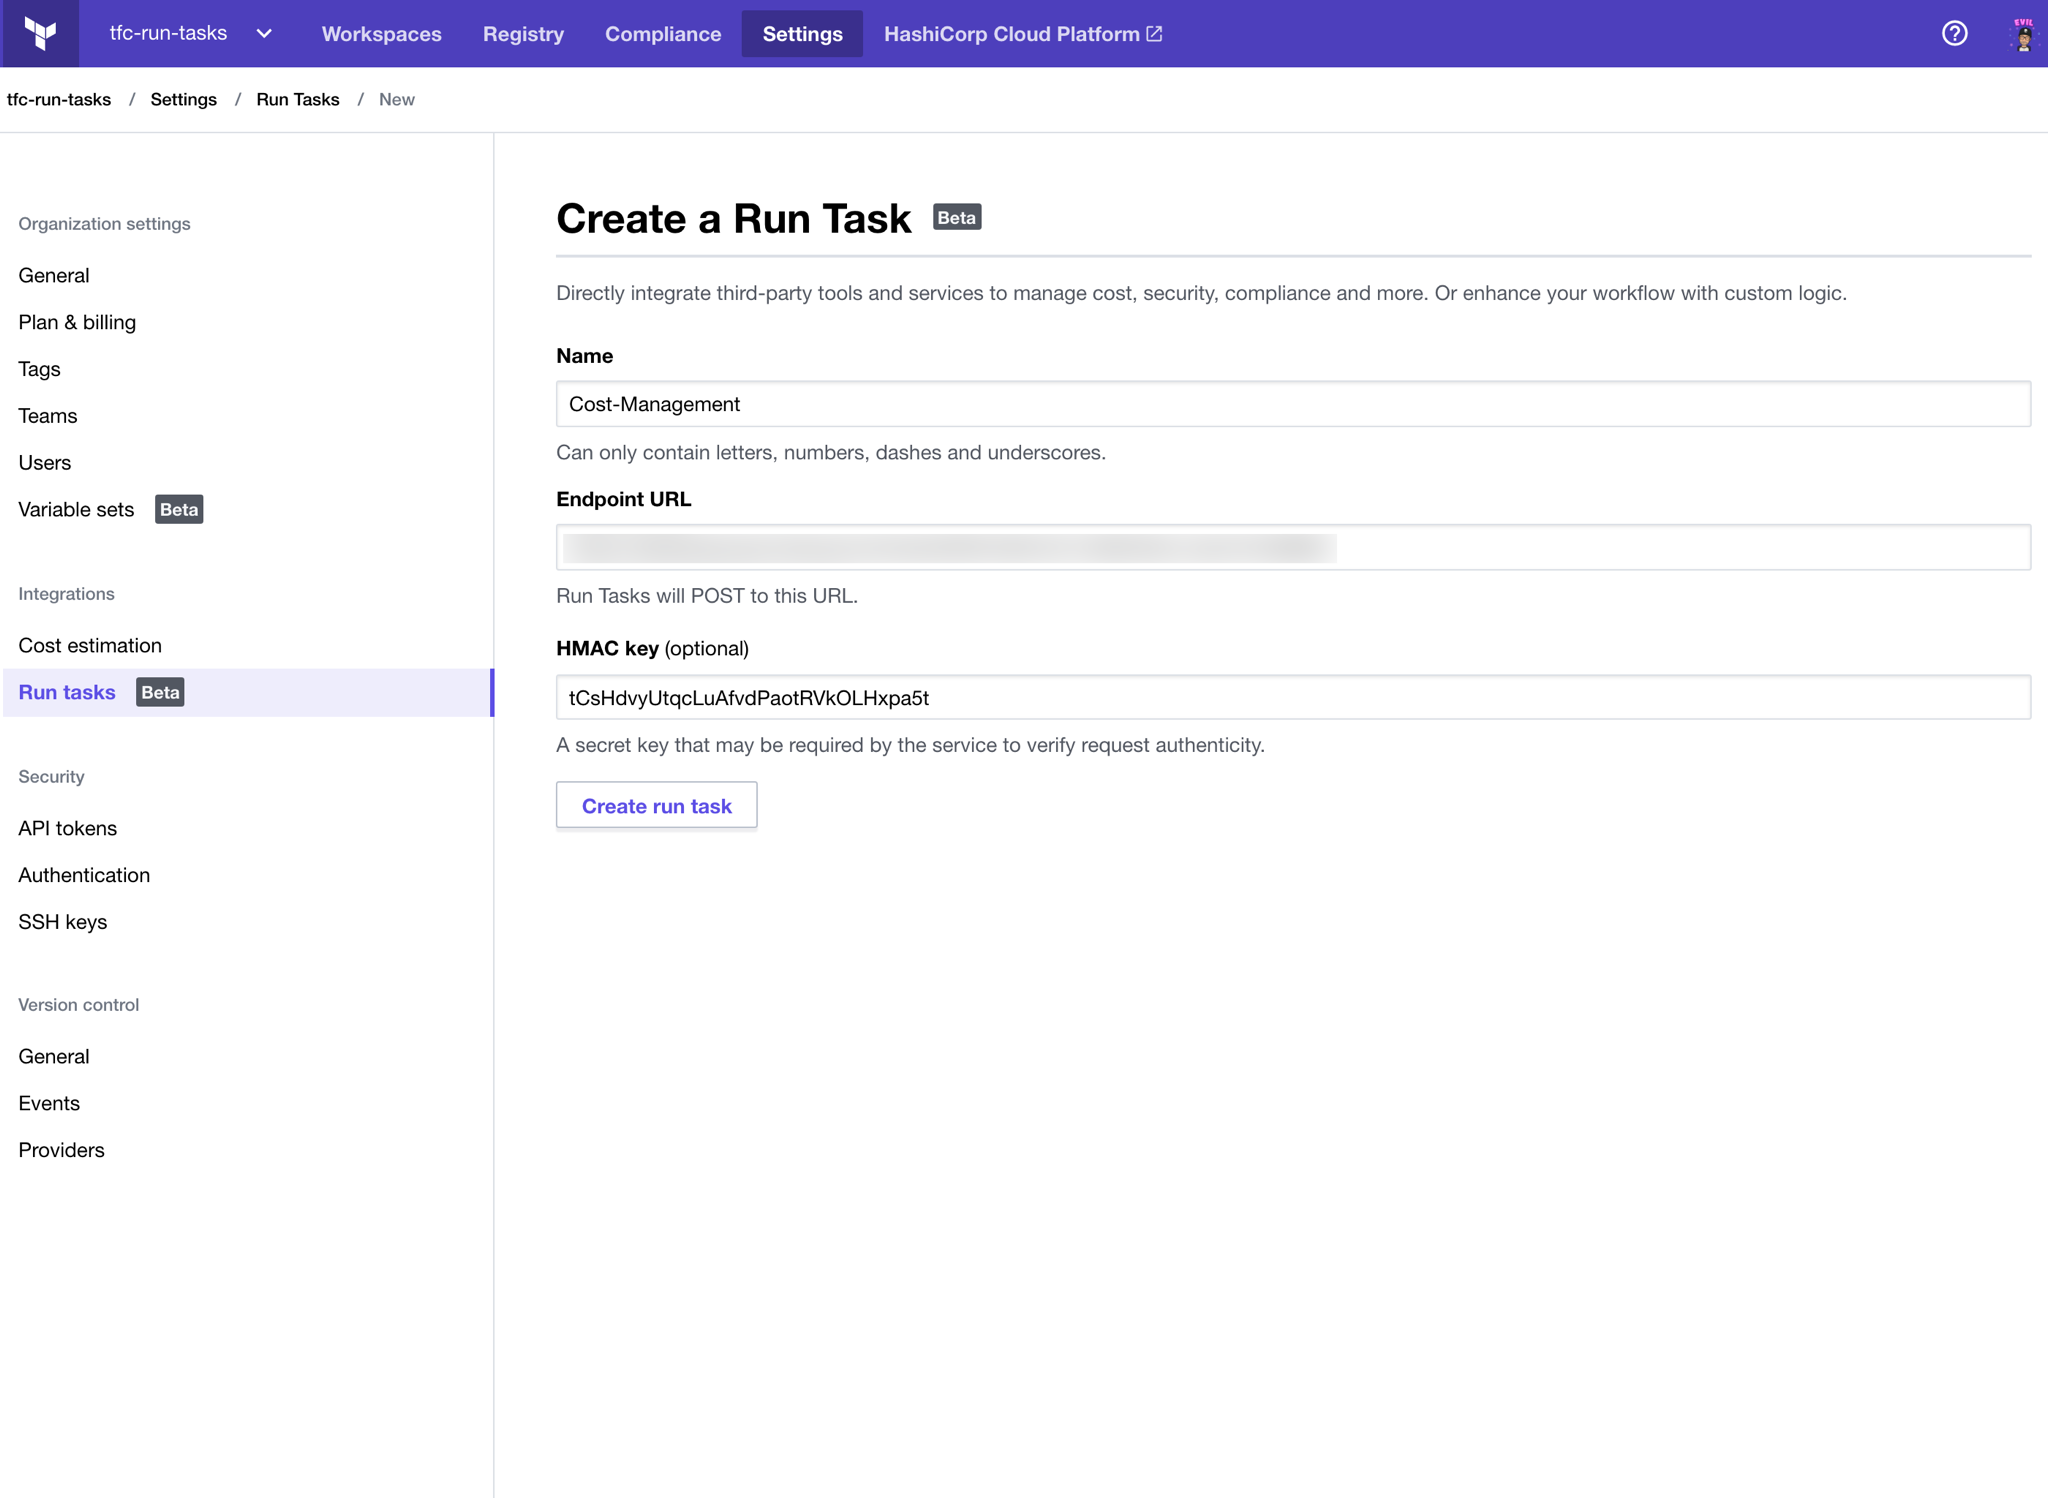 tfc-run-tasks
Workspaces
Registry
Compliance
Settings
HashiCorp Cloud Platform
EVIL
tfc-run-tasks / Settings / Run Tasks / New
Organization settings
General
Plan & billing
Tags
Teams
Users
Variable sets Beta
Integrations
Cost estimation
Run tasks Beta
Security
API tokens
Authentication
SSH keys
Version control
General
Events
Providers
Create a Run Task Beta
Directly integrate third-party tools and services to manage cost, security, compliance and more. Or enhance your workflow with custom logic.
Name
Cost-Management
Can only contain letters, numbers, dashes and underscores.
Endpoint URL
Run Tasks will POST to this URL.
HMAC key (optional)
tCsHdvyUtqcLuAfvdPaotRVkOLHxpa5t
A secret key that may be required by the service to verify request authenticity.
Create run task